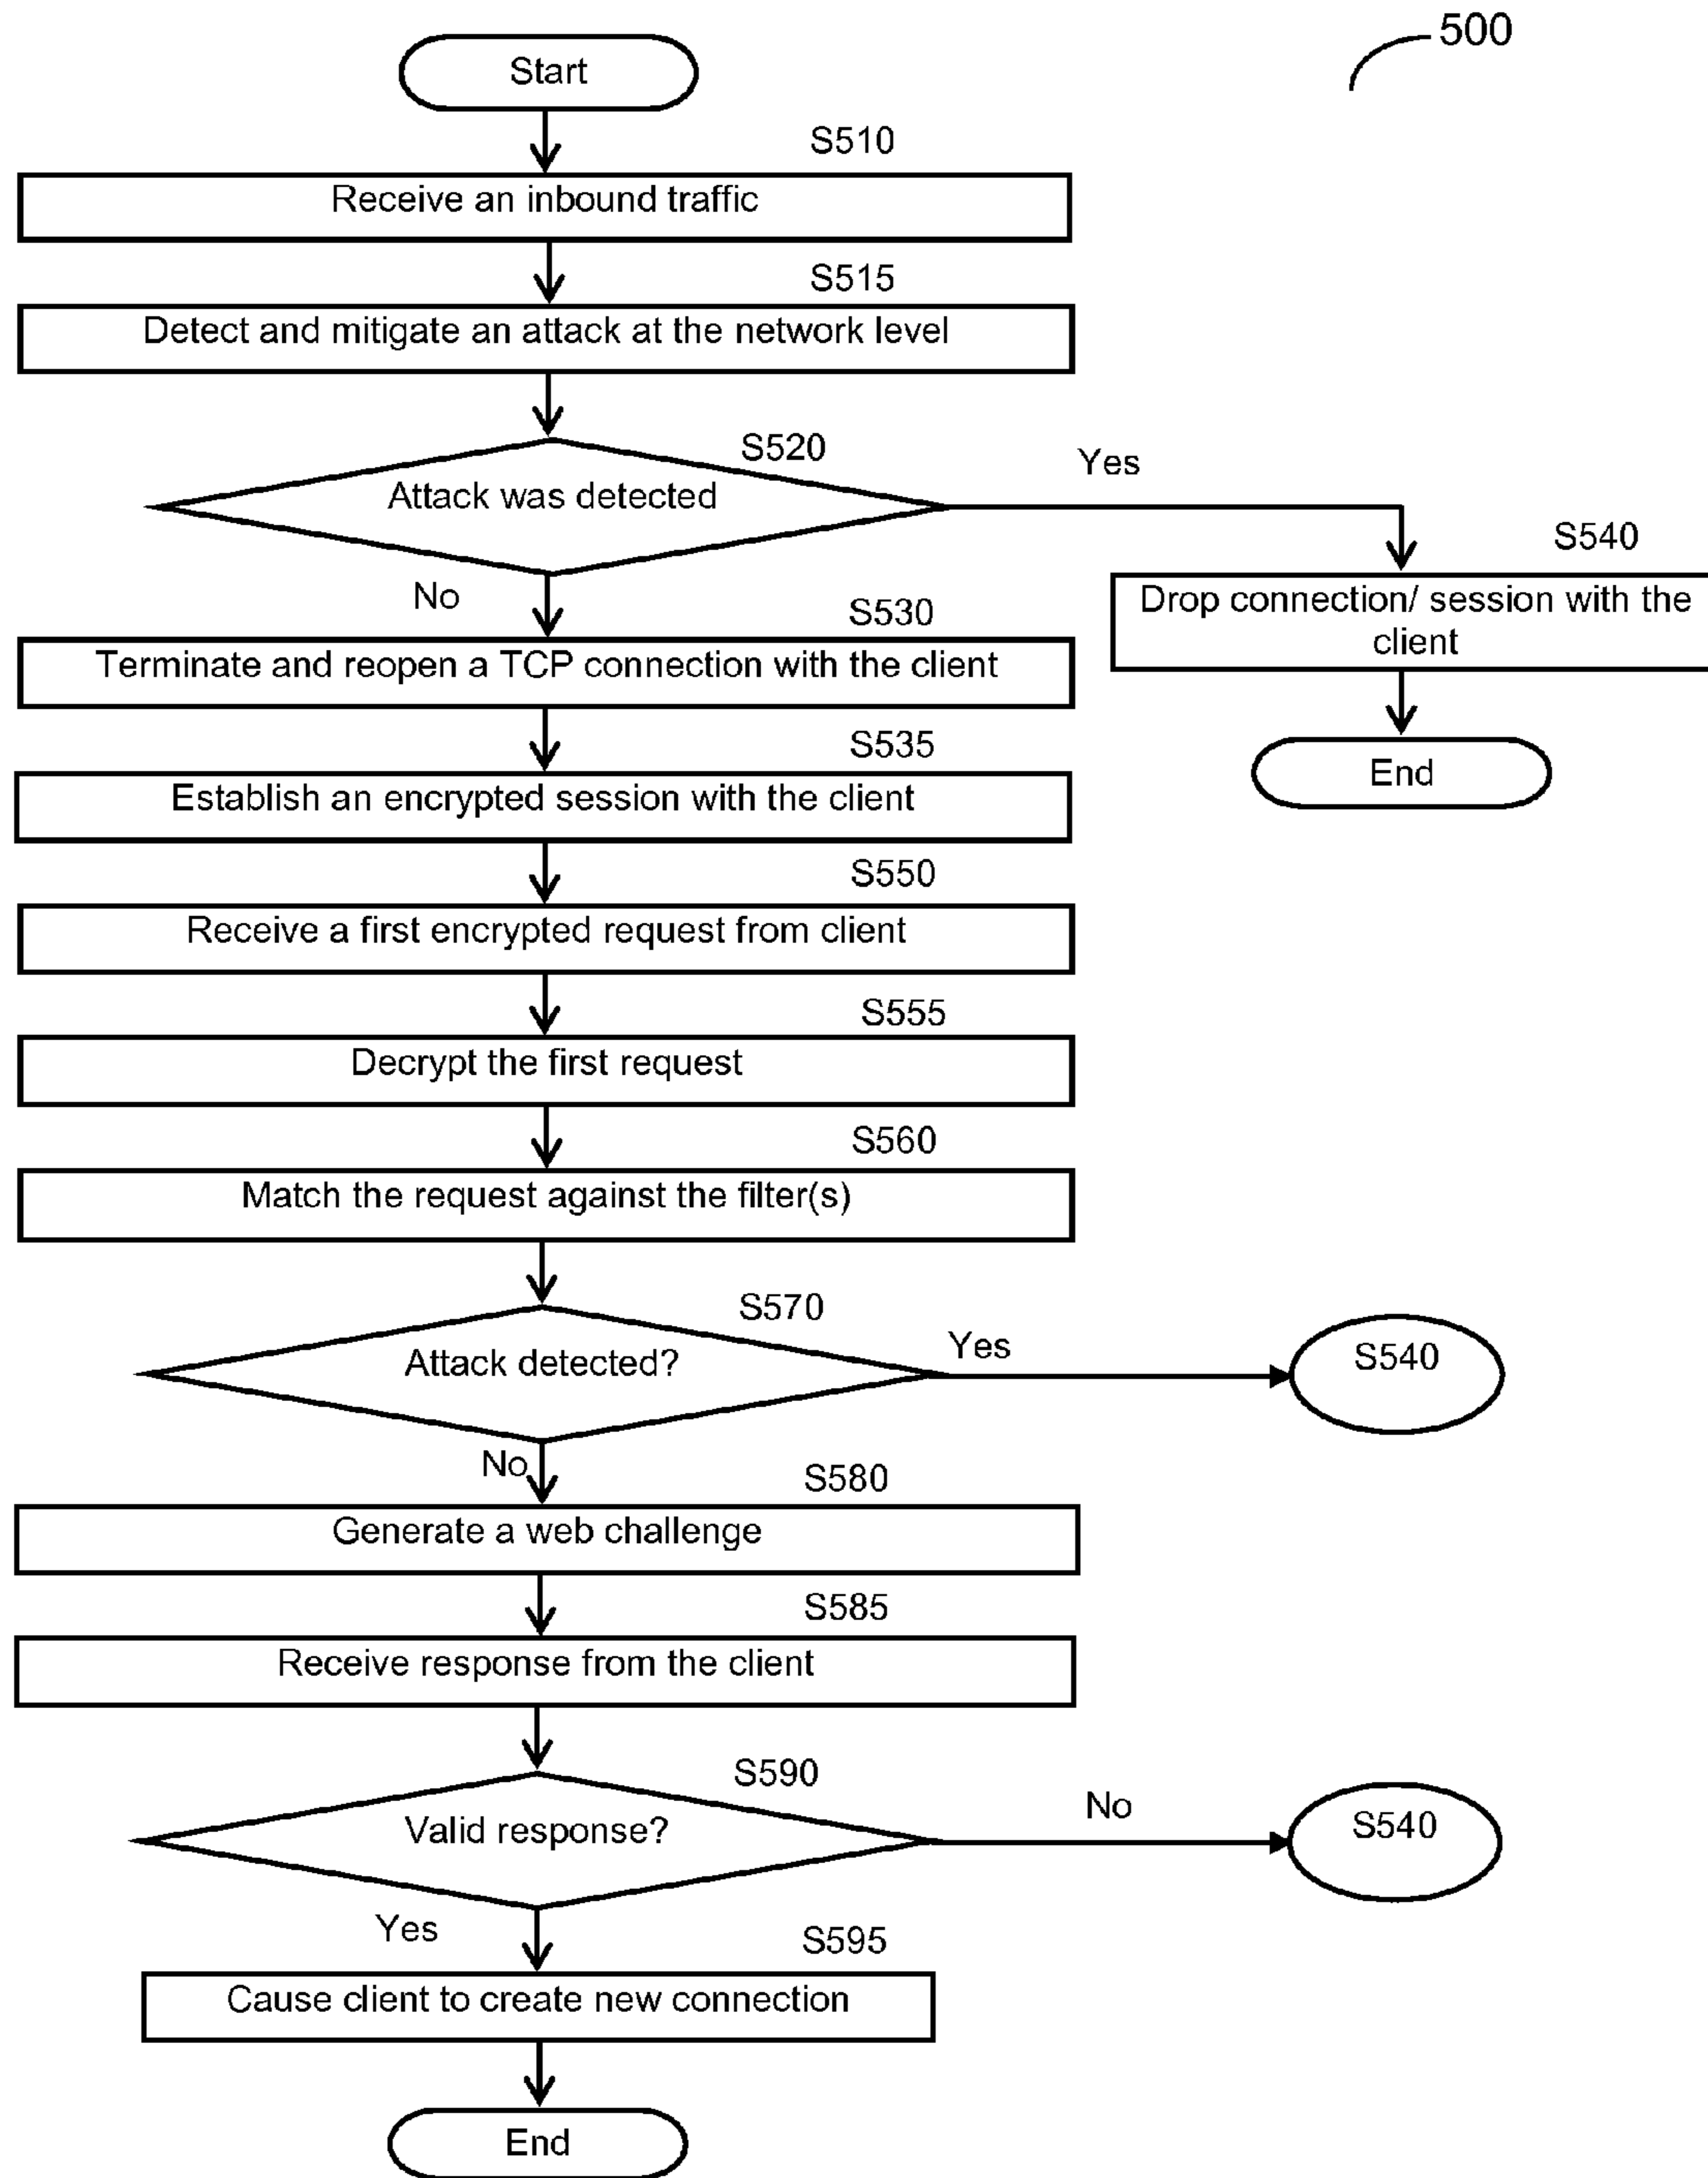 500
Start
S510
Receive an inbound traffic
S515
Detect and mitigate an attack at the network level
S520
Attack was detected
Yes
No
S540
Drop connection/ session with the
client
End
S530
Terminate and reopen a TCP connection with the client
S535
Establish an encrypted session with the client
S550
Receive a first encrypted request from client
S555
Decrypt the first request
S560
Match the request against the filter(s)
S570
Attack detected?
Yes
S540
No
S580
Generate a web challenge
S585
Receive response from the client
S590
Valid response?
No
S540
Yes
S595
Cause client to create new connection
End